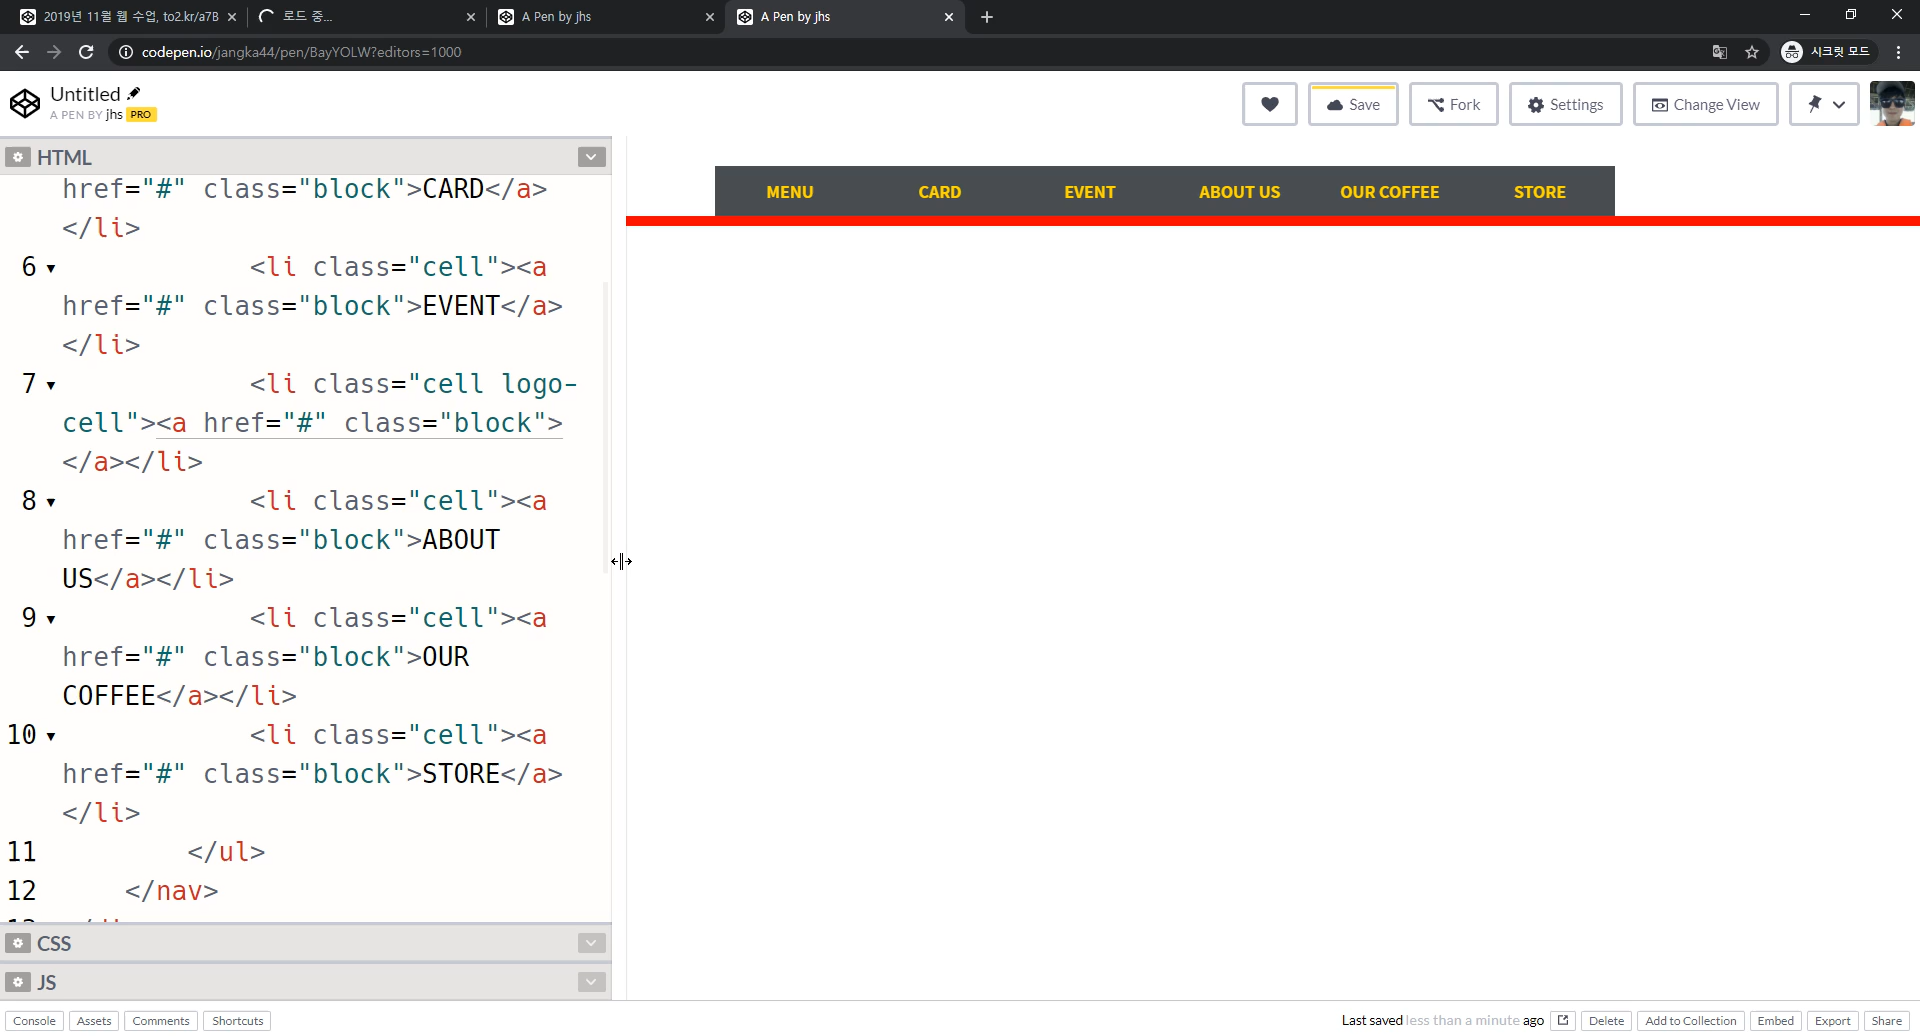 2019년 11월 웹 수업, to2.kr/a7B
로드 중...
A Pen by jhs
A Pen by jhs
codepen.io/jangka44/pen/BayYOLW?editors=1000
시크릿 모드
Untitled
A PEN BY jhs PRO
Save
Fork
Settings
Change View
HTML
href="#" class="block">CARD</a>
</li>
6 <li class="cell"><a
href="#" class="block">EVENT</a>
</li>
7 <li class="cell logo-
cell"><a href="#" class="block">
</a></li>
8 <li class="cell"><a
href="#" class="block">ABOUT
US</a></li>
9 <li class="cell"><a
href="#" class="block">OUR
COFFEE</a></li>
10 <li class="cell"><a
href="#" class="block">STORE</a>
</li>
11 </ul>
12 </nav>
CSS
JS
MENU CARD EVENT ABOUT US OUR COFFEE STORE
Console Assets Comments Shortcuts
Last saved less than a minute ago
Delete Add to Collection Embed Export Share